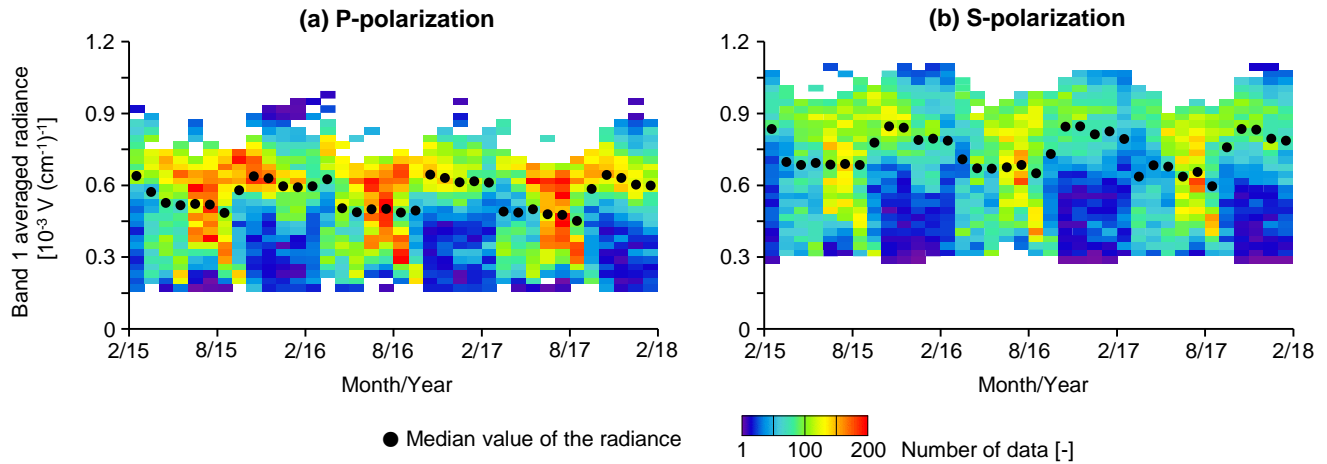 (a) P-polarization
(b) S-polarization
Band 1 averaged radiance
[10⁻³ V (cm⁻¹)⁻¹]
1.2
0.9
0.6
0.3
0
2/15 8/15 2/16 8/16 2/17 8/17 2/18
Month/Year
1.2
0.9
0.6
0.3
0
2/15 8/15 2/16 8/16 2/17 8/17 2/18
Month/Year
Median value of the radiance
1 100 200 Number of data [-]